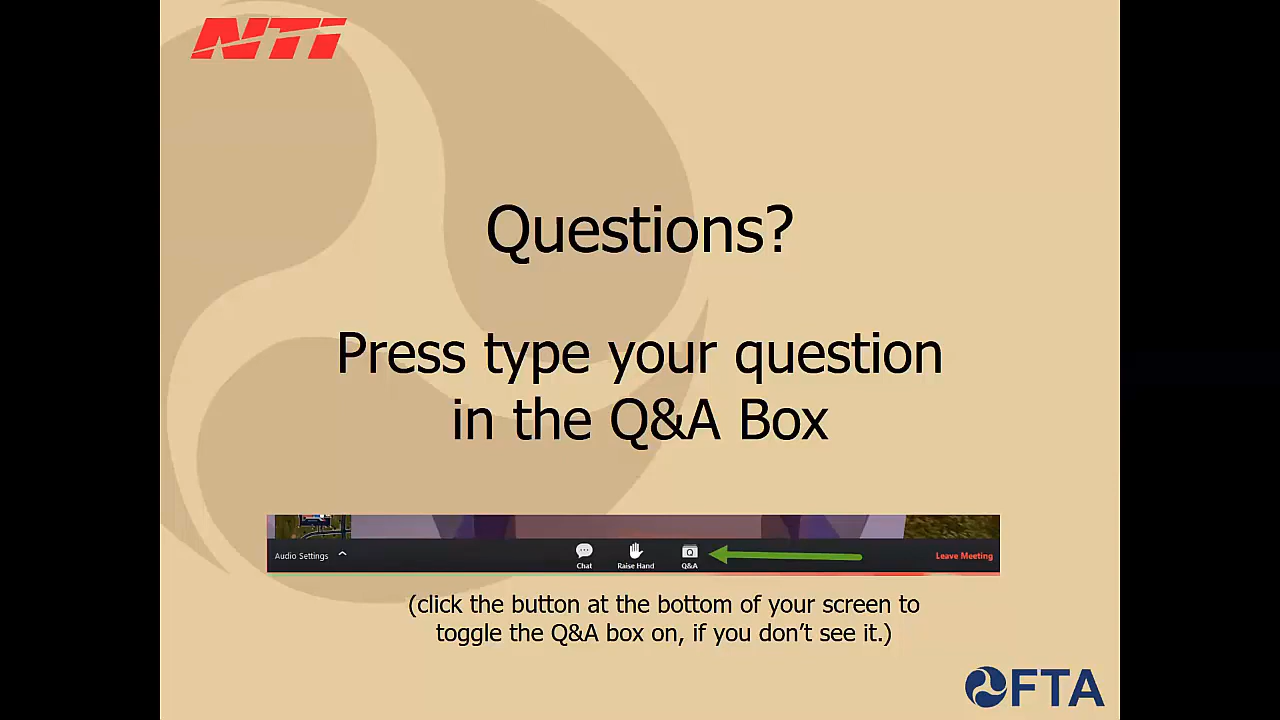 NTI
Questions?
Press type your question
in the Q&A Box
Audio Settings
Chat
Raise Hand
Q&A
Leave Meeting
(click the button at the bottom of your screen to
toggle the Q&A box on, if you don’t see it.)
FTA